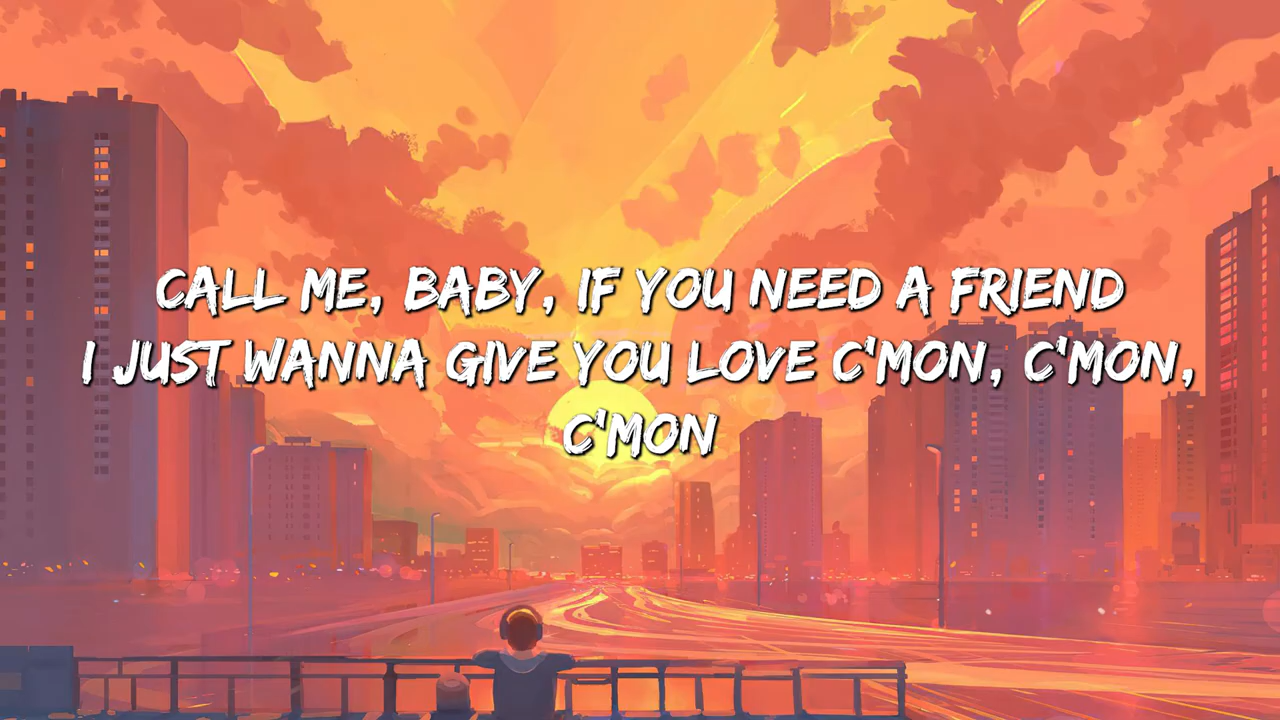 CALL ME, BABY, IF YOU NEED A FRIEND
I JUST WANNA GIVE YOU LOVE C'MON, C'MON,
C'MON